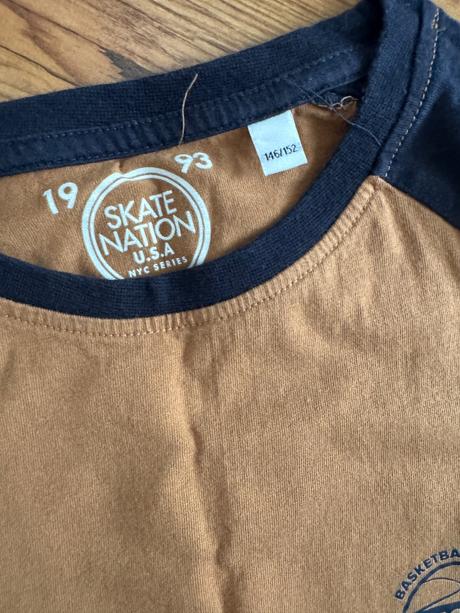 19 93
SKATE
NATION
U.S.A
NYC SERIES
146/152
BASKETBA